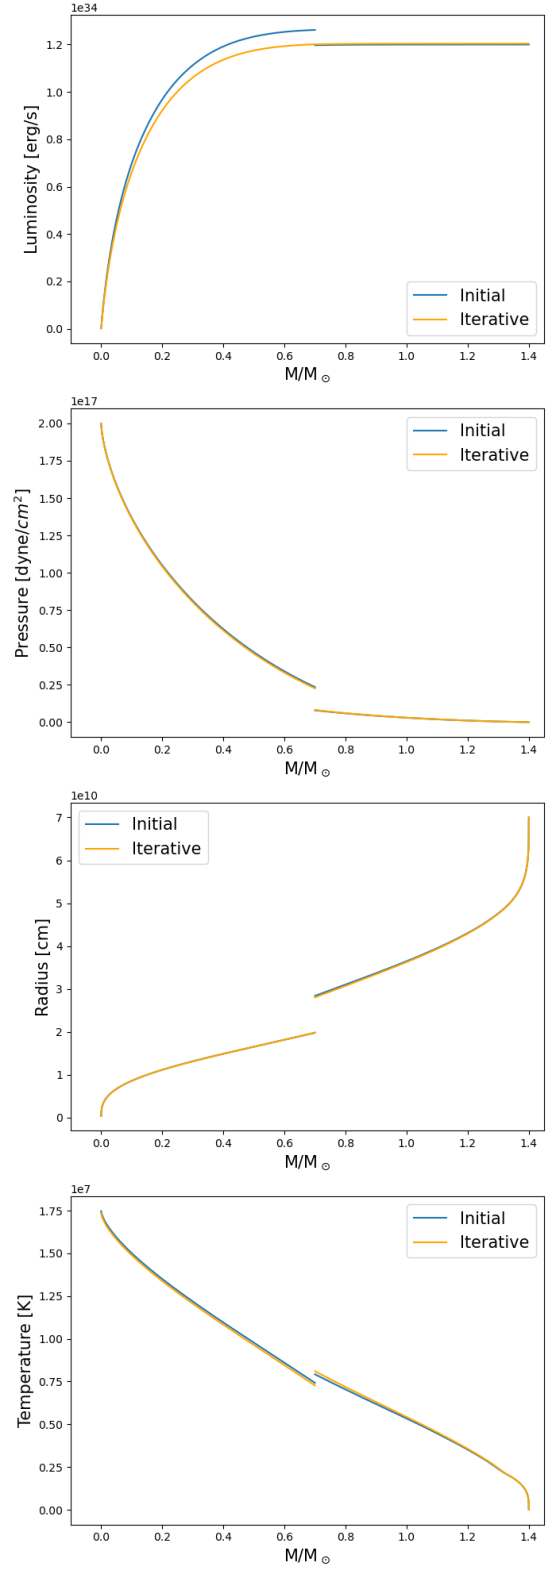 1e34
1.2
1.0
0.8
0.6
0.4
0.2
0.0
Luminosity [erg/s]
Initial
Iterative
0.0 0.2 0.4 0.6 0.8 1.0 1.2 1.4
M/M⊙
1e17
2.00
1.75
1.50
1.25
1.00
0.75
0.50
0.25
0.00
Pressure [dyne/cm²]
Initial
Iterative
0.0 0.2 0.4 0.6 0.8 1.0 1.2 1.4
M/M⊙
1e10
7
6
5
4
3
2
1
0
Radius [cm]
Initial
Iterative
0.0 0.2 0.4 0.6 0.8 1.0 1.2 1.4
M/M⊙
1e7
1.75
1.50
1.25
1.00
0.75
0.50
0.25
0.00
Temperature [K]
Initial
Iterative
0.0 0.2 0.4 0.6 0.8 1.0 1.2 1.4
M/M⊙